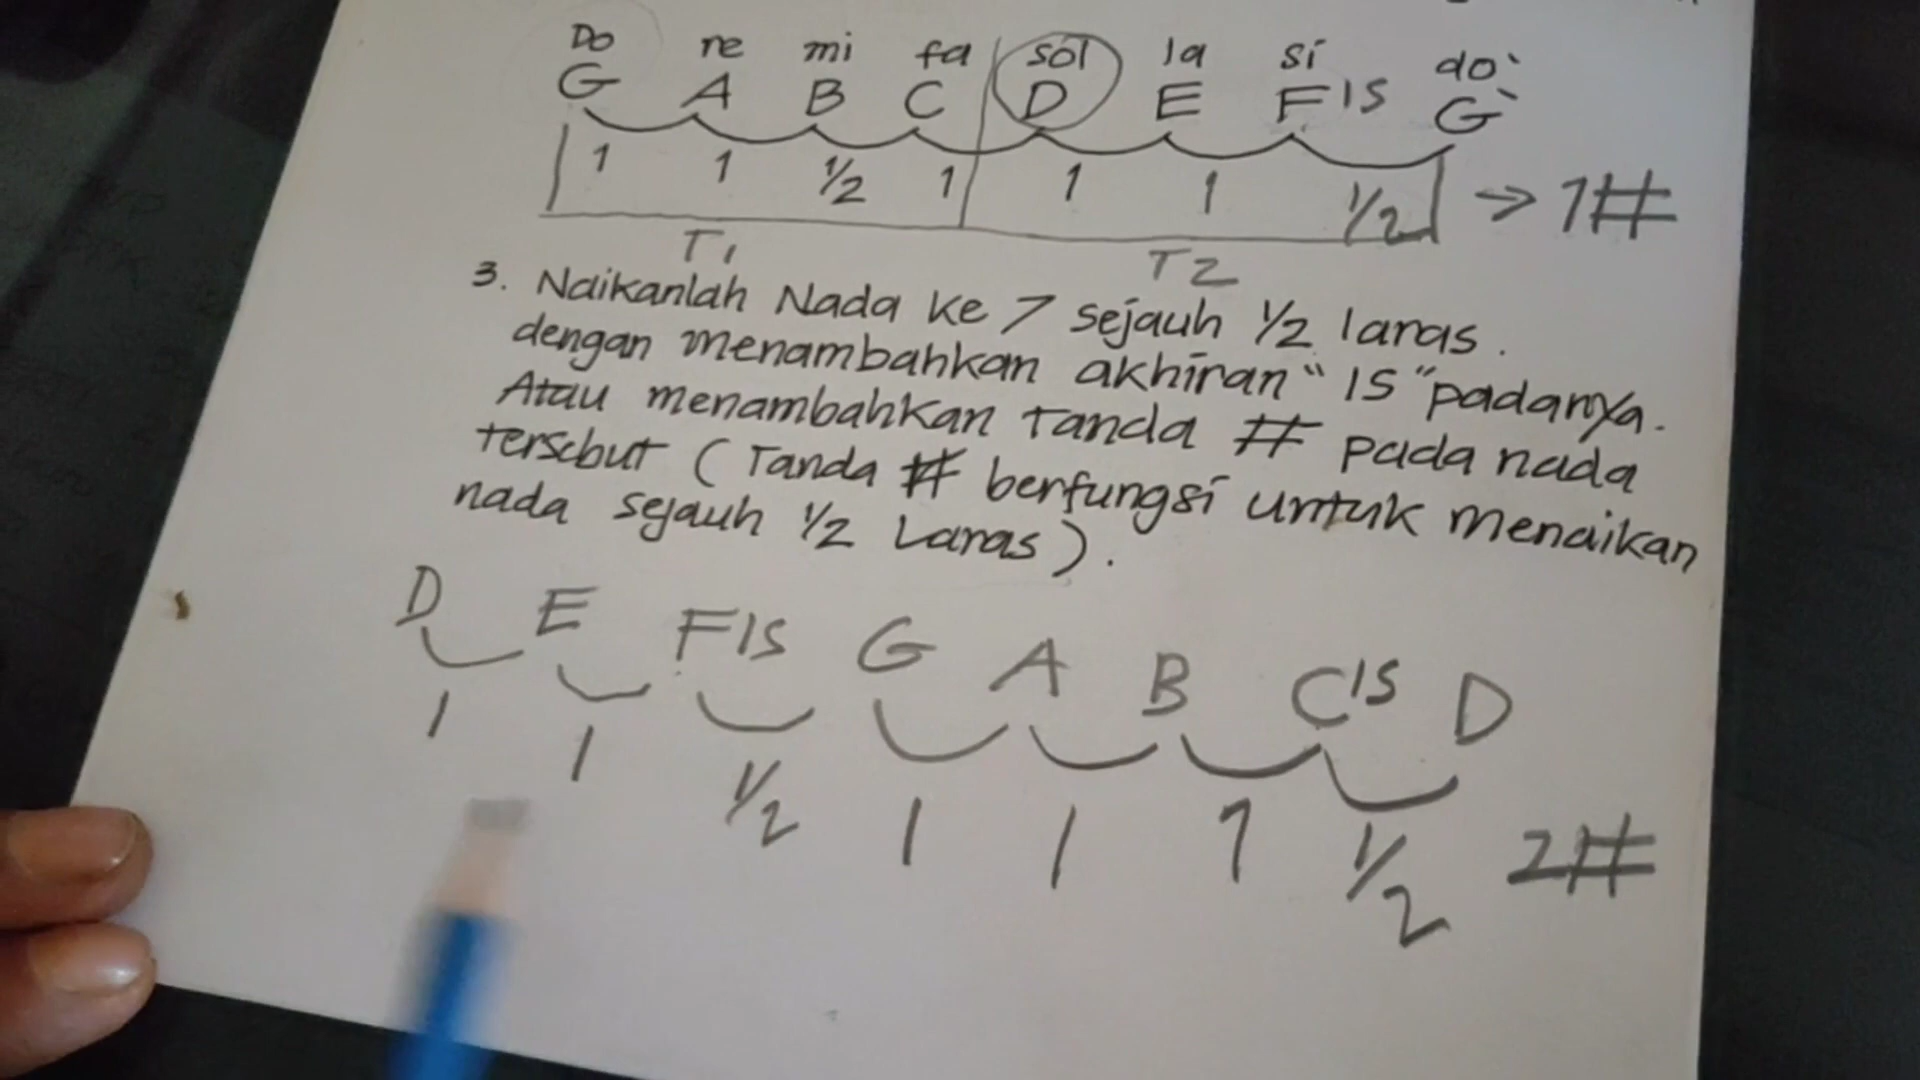 Do re mi fa sol la si do'
G A B C D E FIS G'
1 1 ½ 1 1 1 ½ → 1#
T1 T2
3. Naikanlah Nada ke 7 sejauh ½ laras.
dengan menambahkan akhiran "IS" padanya.
Atau menambahkan Tanda # pada nada
tersebut (Tanda # berfungsi untuk menaikan
nada sejauh ½ Laras).
D E FIS G A B CIS D
1 1 ½ 1 1 1 ½ 2#